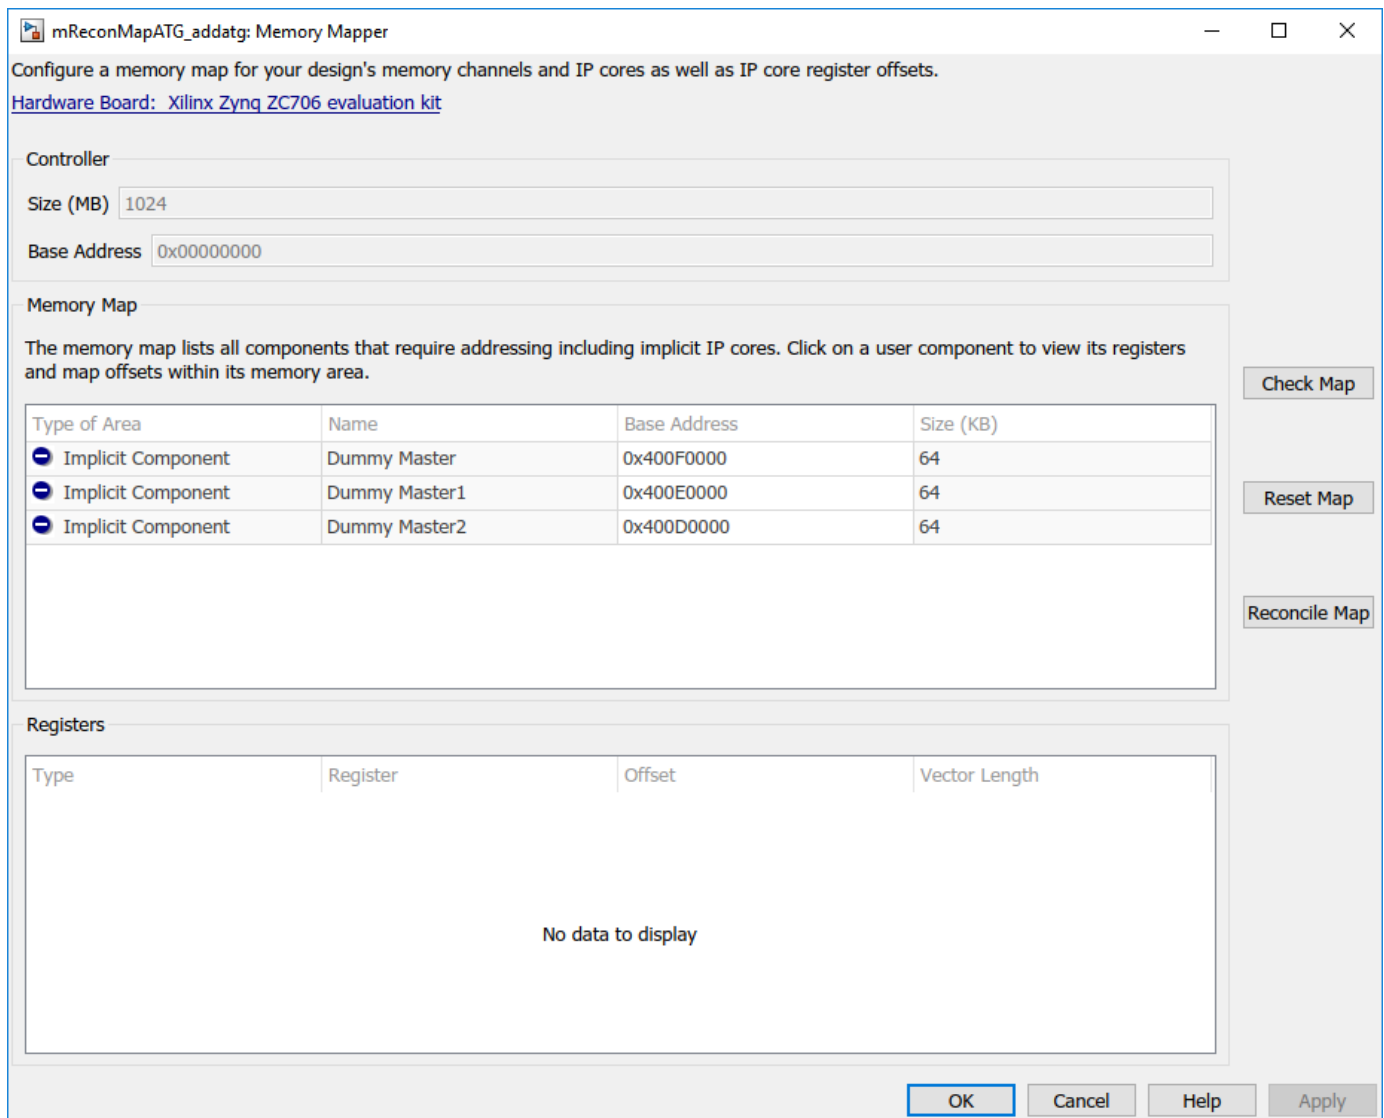 mReconMapATG_addatg: Memory Mapper
Configure a memory map for your design's memory channels and IP cores as well as IP core register offsets.
Hardware Board: Xilinx Zynq ZC706 evaluation kit
Controller
Size (MB) 1024
Base Address 0x00000000
Memory Map
The memory map lists all components that require addressing including implicit IP cores. Click on a user component to view its registers
and map offsets within its memory area.
Check Map
Type of Area Name Base Address Size (KB)
Implicit Component Dummy Master 0x400F0000 64
Implicit Component Dummy Master1 0x400E0000 64
Reset Map
Implicit Component Dummy Master2 0x400D0000 64
Reconcile Map
Registers
Type Register Offset Vector Length
No data to display
OK Cancel Help Apply